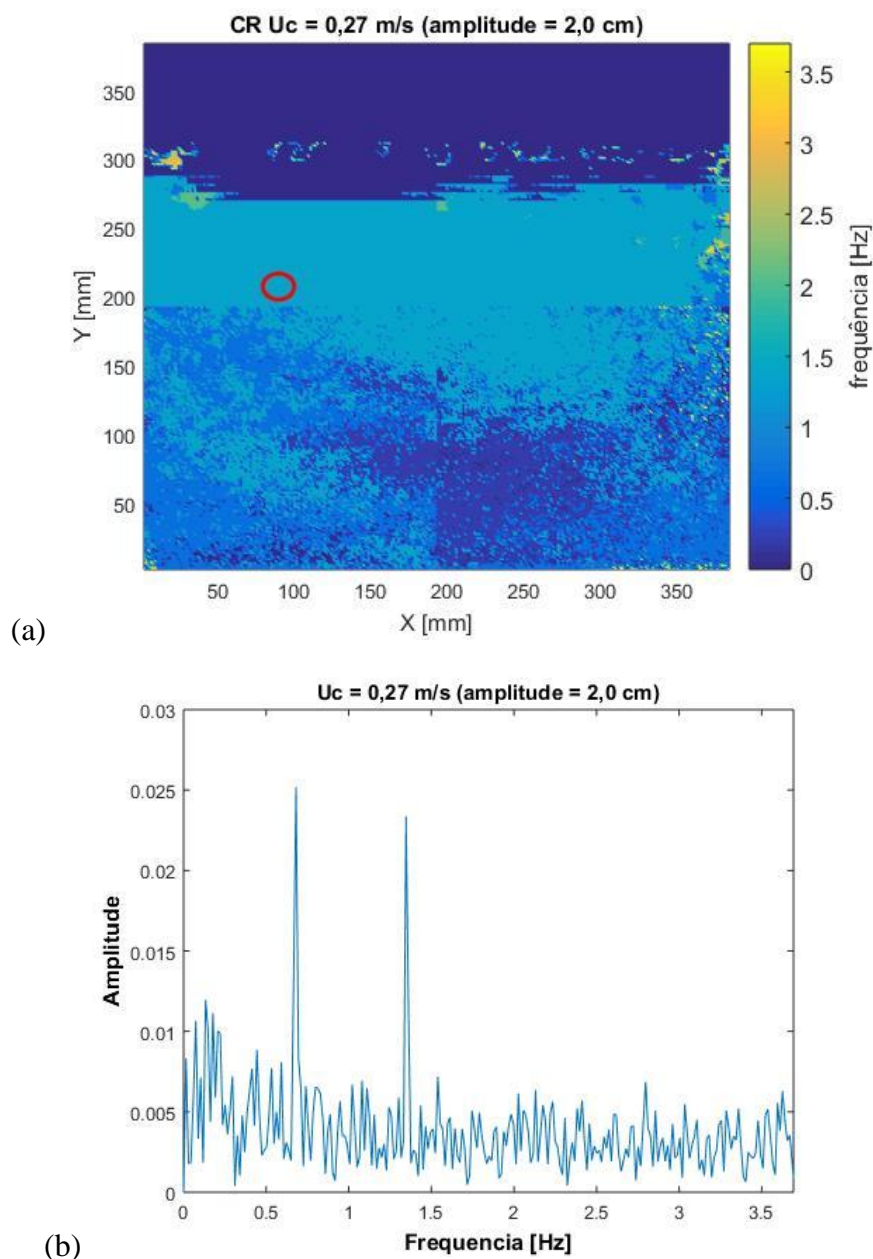 CR Uc = 0,27 m/s (amplitude = 2,0 cm)
350
300
250
200
150
100
50
Y [mm]
50 100 150 200 250 300 350
X [mm]
3.5
3
2.5
2
1.5
1
0.5
0
frequência [Hz]
(a)
Uc = 0,27 m/s (amplitude = 2,0 cm)
0.03
0.025
0.02
0.015
0.01
0.005
0
Amplitude
0 0.5 1 1.5 2 2.5 3 3.5
Frequencia [Hz]
(b)